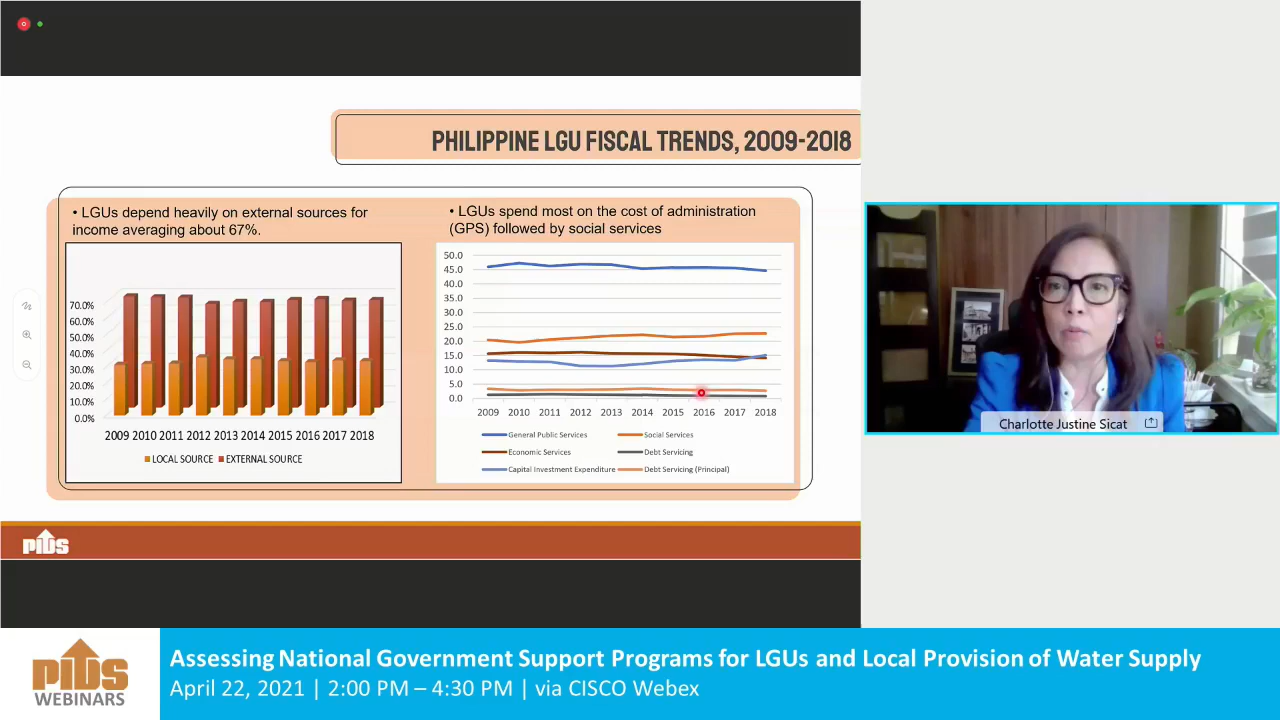 PHILIPPINE LGU FISCAL TRENDS, 2009-2018
• LGUs depend heavily on external sources for
income averaging about 67%.
70.0%
60.0%
50.0%
40.0%
30.0%
20.0%
10.0%
0.0%
2009 2010 2011 2012 2013 2014 2015 2016 2017 2018
LOCAL SOURCE EXTERNAL SOURCE
• LGUs spend most on the cost of administration
(GPS) followed by social services
50.0
45.0
40.0
35.0
30.0
25.0
20.0
15.0
10.0
5.0
0.0
2009 2010 2011 2012 2013 2014 2015 2016 2017 2018
General Public Services Social Services
Economic Services Debt Servicing
Capital Investment Expenditure Debt Servicing (Principal)
PIDS
Charlotte Justine Sicat
PIDS
WEBINARS
Assessing National Government Support Programs for LGUs and Local Provision of Water Supply
April 22, 2021 | 2:00 PM – 4:30 PM | via CISCO Webex